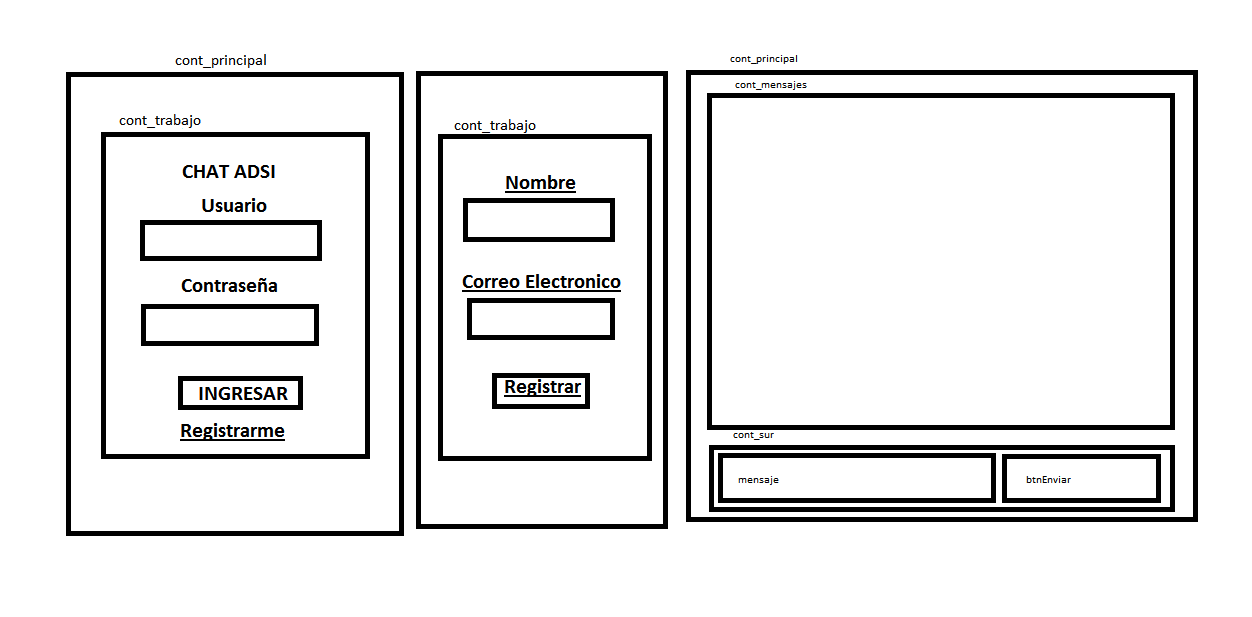 cont_principal
cont_trabajo
CHAT ADSI
Usuario
Contraseña
INGRESAR
Registrarme
cont_trabajo
Nombre
Correo Electronico
Registrar
cont_principal
cont_mensajes
cont_sur
mensaje
btnEnviar